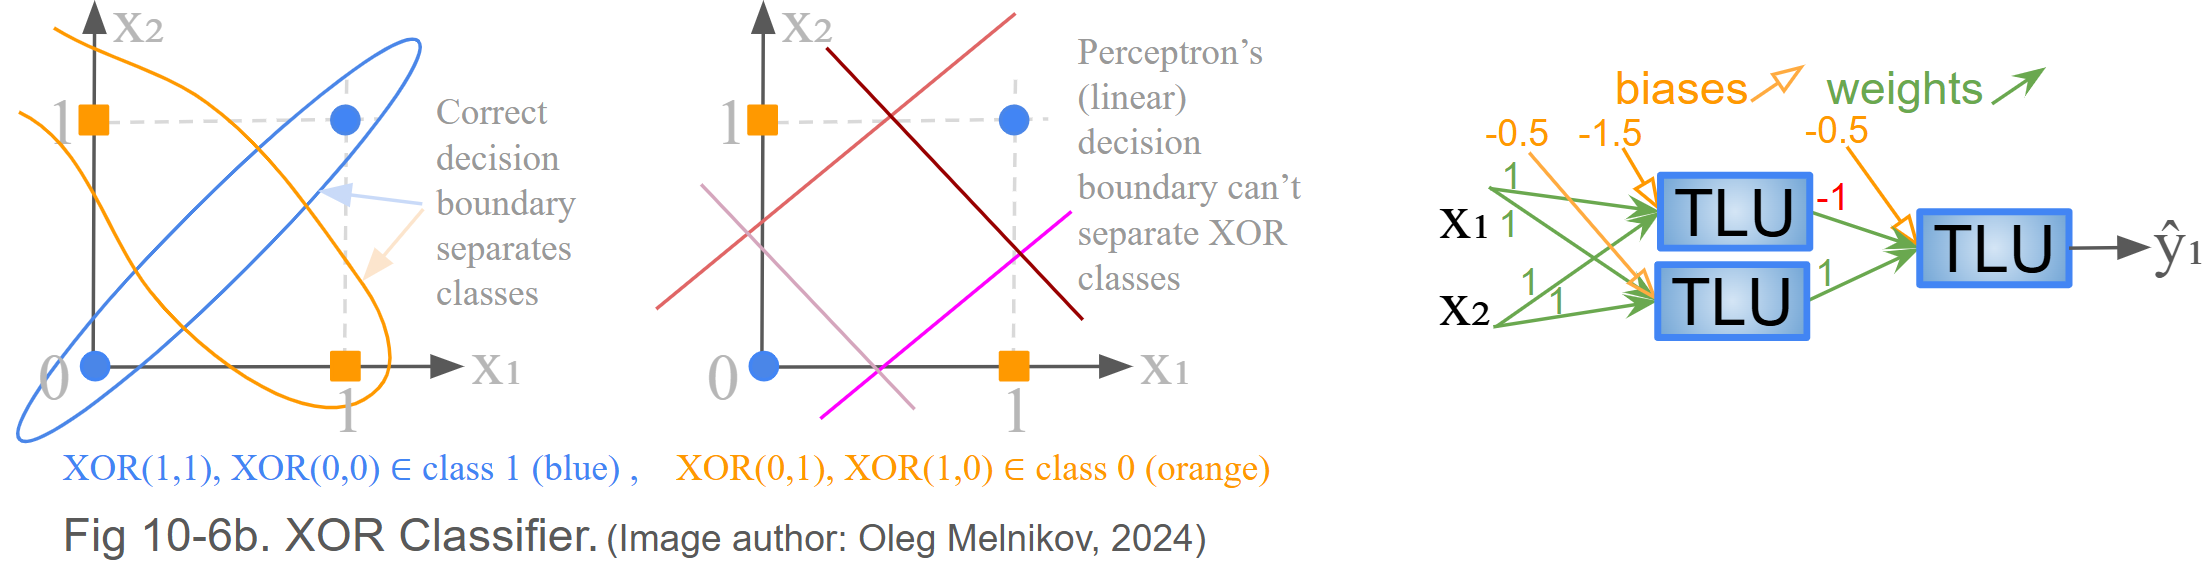 x2
1
0
1
x1
Correct
decision
boundary
separates
classes
x2
1
0
1
x1
Perceptron’s
(linear)
decision
boundary can’t
separate XOR
classes
biases
weights
-0.5
-1.5
-0.5
x1
x2
1
1
1
1
TLU
TLU
-1
1
TLU
ŷ1
XOR(1,1), XOR(0,0) ∈ class 1 (blue) ,
XOR(0,1), XOR(1,0) ∈ class 0 (orange)
Fig 10-6b. XOR Classifier. (Image author: Oleg Melnikov, 2024)